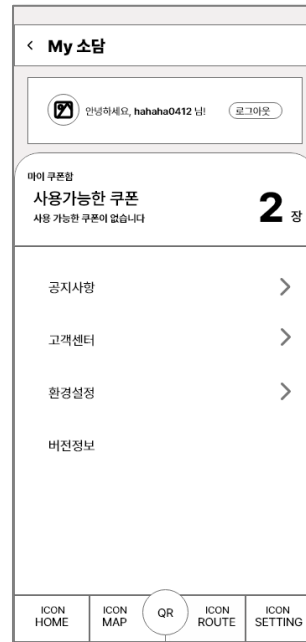 < My 소담
안녕하세요, hahaha0412 님!
로그아웃
마이 쿠폰함
사용가능한 쿠폰
사용 가능한 쿠폰이 없습니다
2 장
공지사항
고객센터
환경설정
버전정보
ICON
HOME
ICON
MAP
QR
ICON
ROUTE
ICON
SETTING